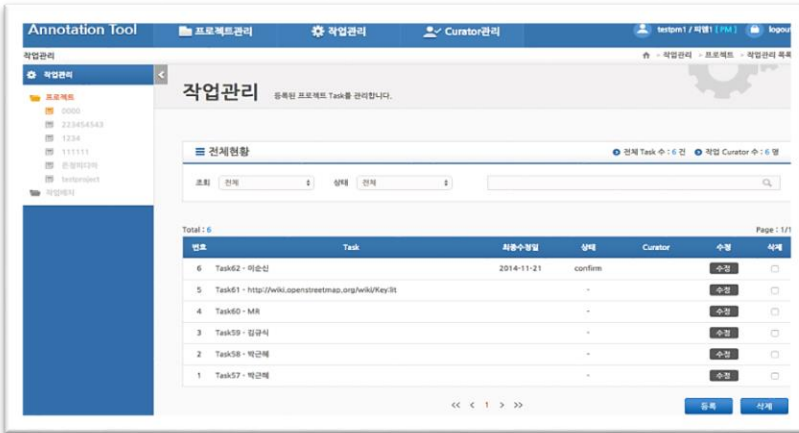 Annotation Tool
프로젝트관리 작업관리 Curator관리 testpm1 / 피엠1 [ PM ] logout
작업관리 > 작업관리 > 프로젝트 > 작업관리 목록
작업관리
프로젝트
0000
223454543
1234
111111
testproject
작업관리 등록된 프로젝트 Task를 관리합니다.
전체현황 전체 Task 수 : 6 건 작업 Curator 수 : 6 명
조회 전체 상태 전체
Total : 6 Page : 1/1
번호 Task 최종수정일 상태 Curator 수정 삭제
6 Task62 - 이순신 2014-11-21 confirm 수정
5 Task61 - http://wiki.openstreetmap.org/wiki/Key:lit - 수정
4 Task60 - MR - 수정
3 Task59 - 김규식 - 수정
2 Task58 - 박근혜 - 수정
1 Task57 - 박근혜 - 수정
<< < 1 > >> 등록 삭제